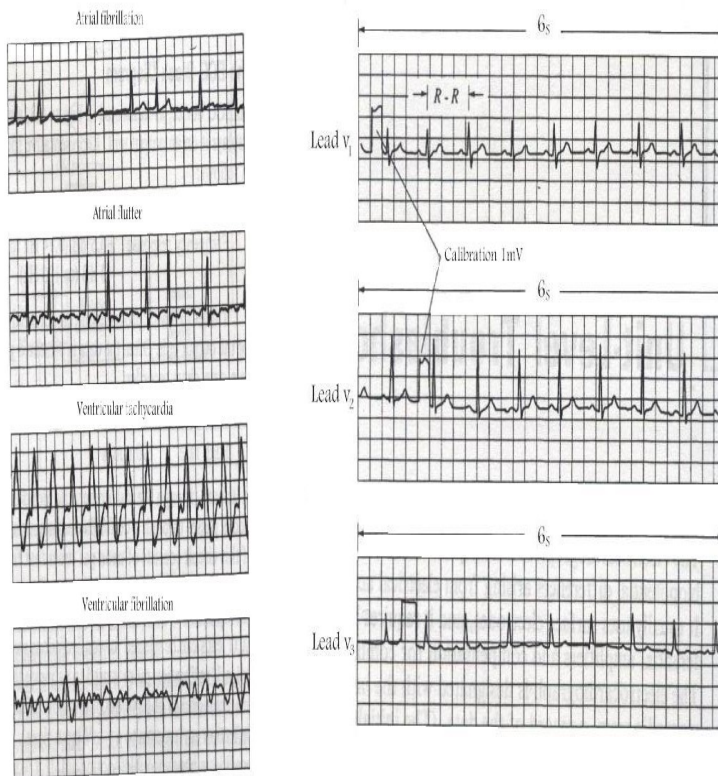 Atrial fibrillation
Atrial flutter
Ventricular tachycardia
Ventricular fibrillation
6s
R - R
Lead v1
Calibration 1mV
6s
Lead v2
6s
Lead v3